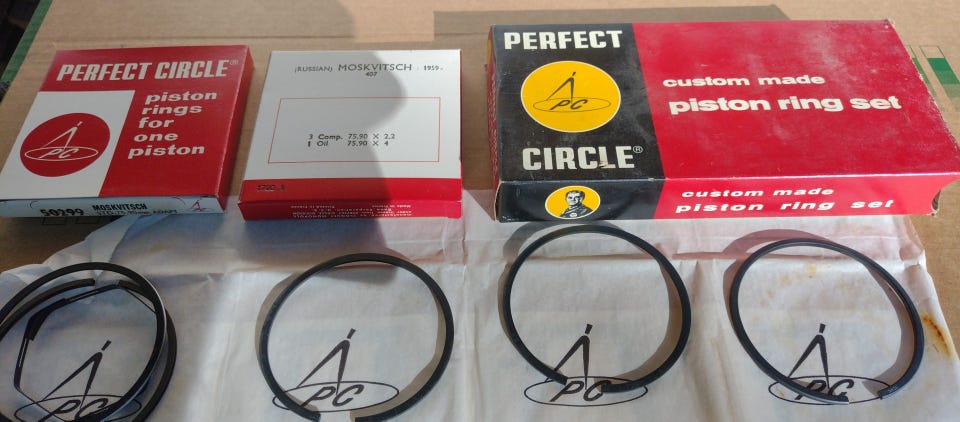 PERFECT CIRCLE®
piston
rings
for
one
piston
PC
50299
MOSKVITSCH
(RUSSIAN) MOSKVITSCH : 1959-
407
3 Comp. 75.90 X 2,2
1 Oil 75.90 X 4
PERFECT
PC
CIRCLE®
custom made
piston ring set
custom made
piston ring set
PC
PC
PC
PC